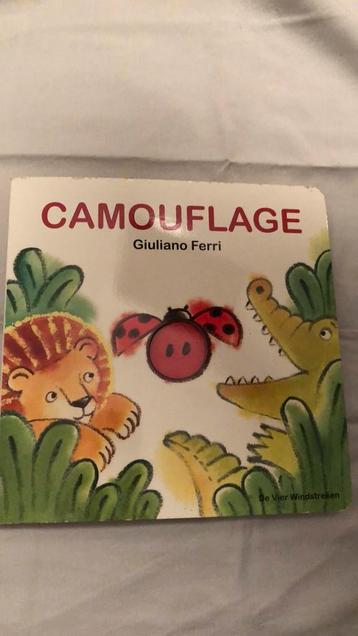 CAMOUFLAGE
Giuliano Ferri
De Vier Windstreken